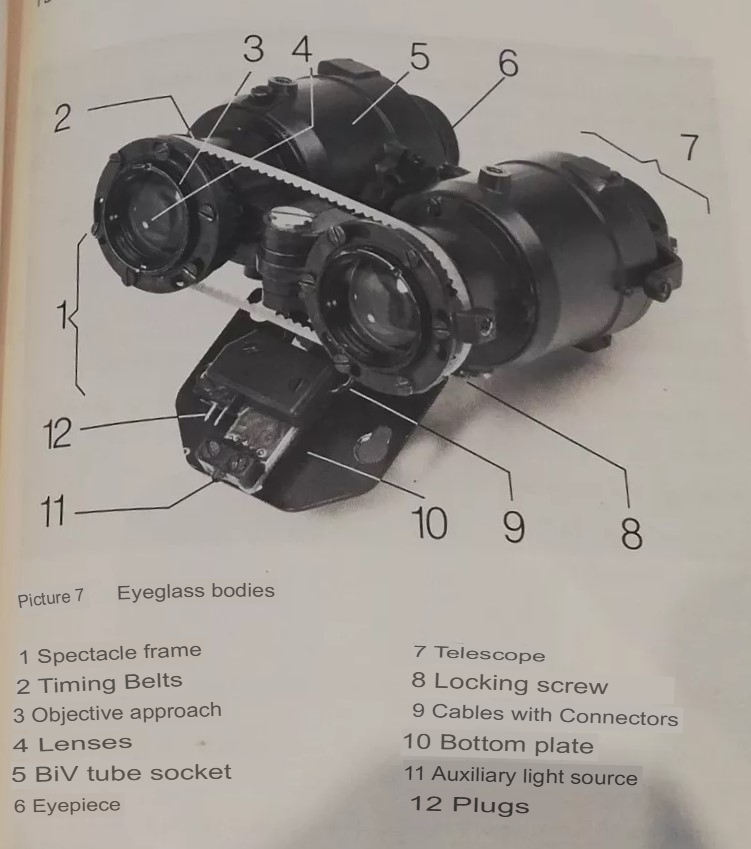 3
4
5
6
2
7
1
12
11
10
9
8
Picture 7 Eyeglass bodies
1 Spectacle frame
2 Timing Belts
3 Objective approach
4 Lenses
5 BiV tube socket
6 Eyepiece
7 Telescope
8 Locking screw
9 Cables with Connectors
10 Bottom plate
11 Auxiliary light source
12 Plugs